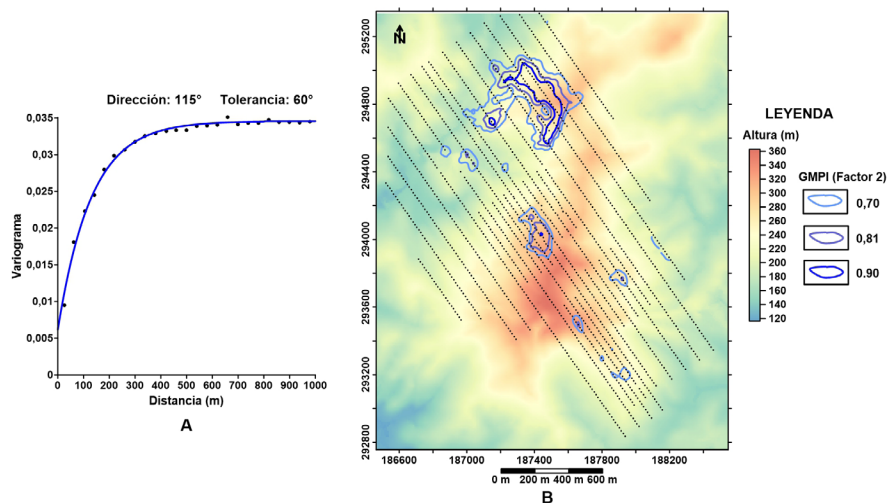 Dirección: 115° Tolerancia: 60°
0,035
0,03
0,025
0,02
0,015
0,01
0,005
0
Variograma
0 100 200 300 400 500 600 700 800 900 1000
Distancia (m)
A
N
295200
294800
294400
294000
293600
293200
292800
186600 187000 187400 187800 188200
0 m 200 m 400 m 600 m
B
LEYENDA
Altura (m)
360
340
320
300
280
260
240
220
200
180
160
140
120
GMPI (Factor 2)
0,70
0,81
0.90